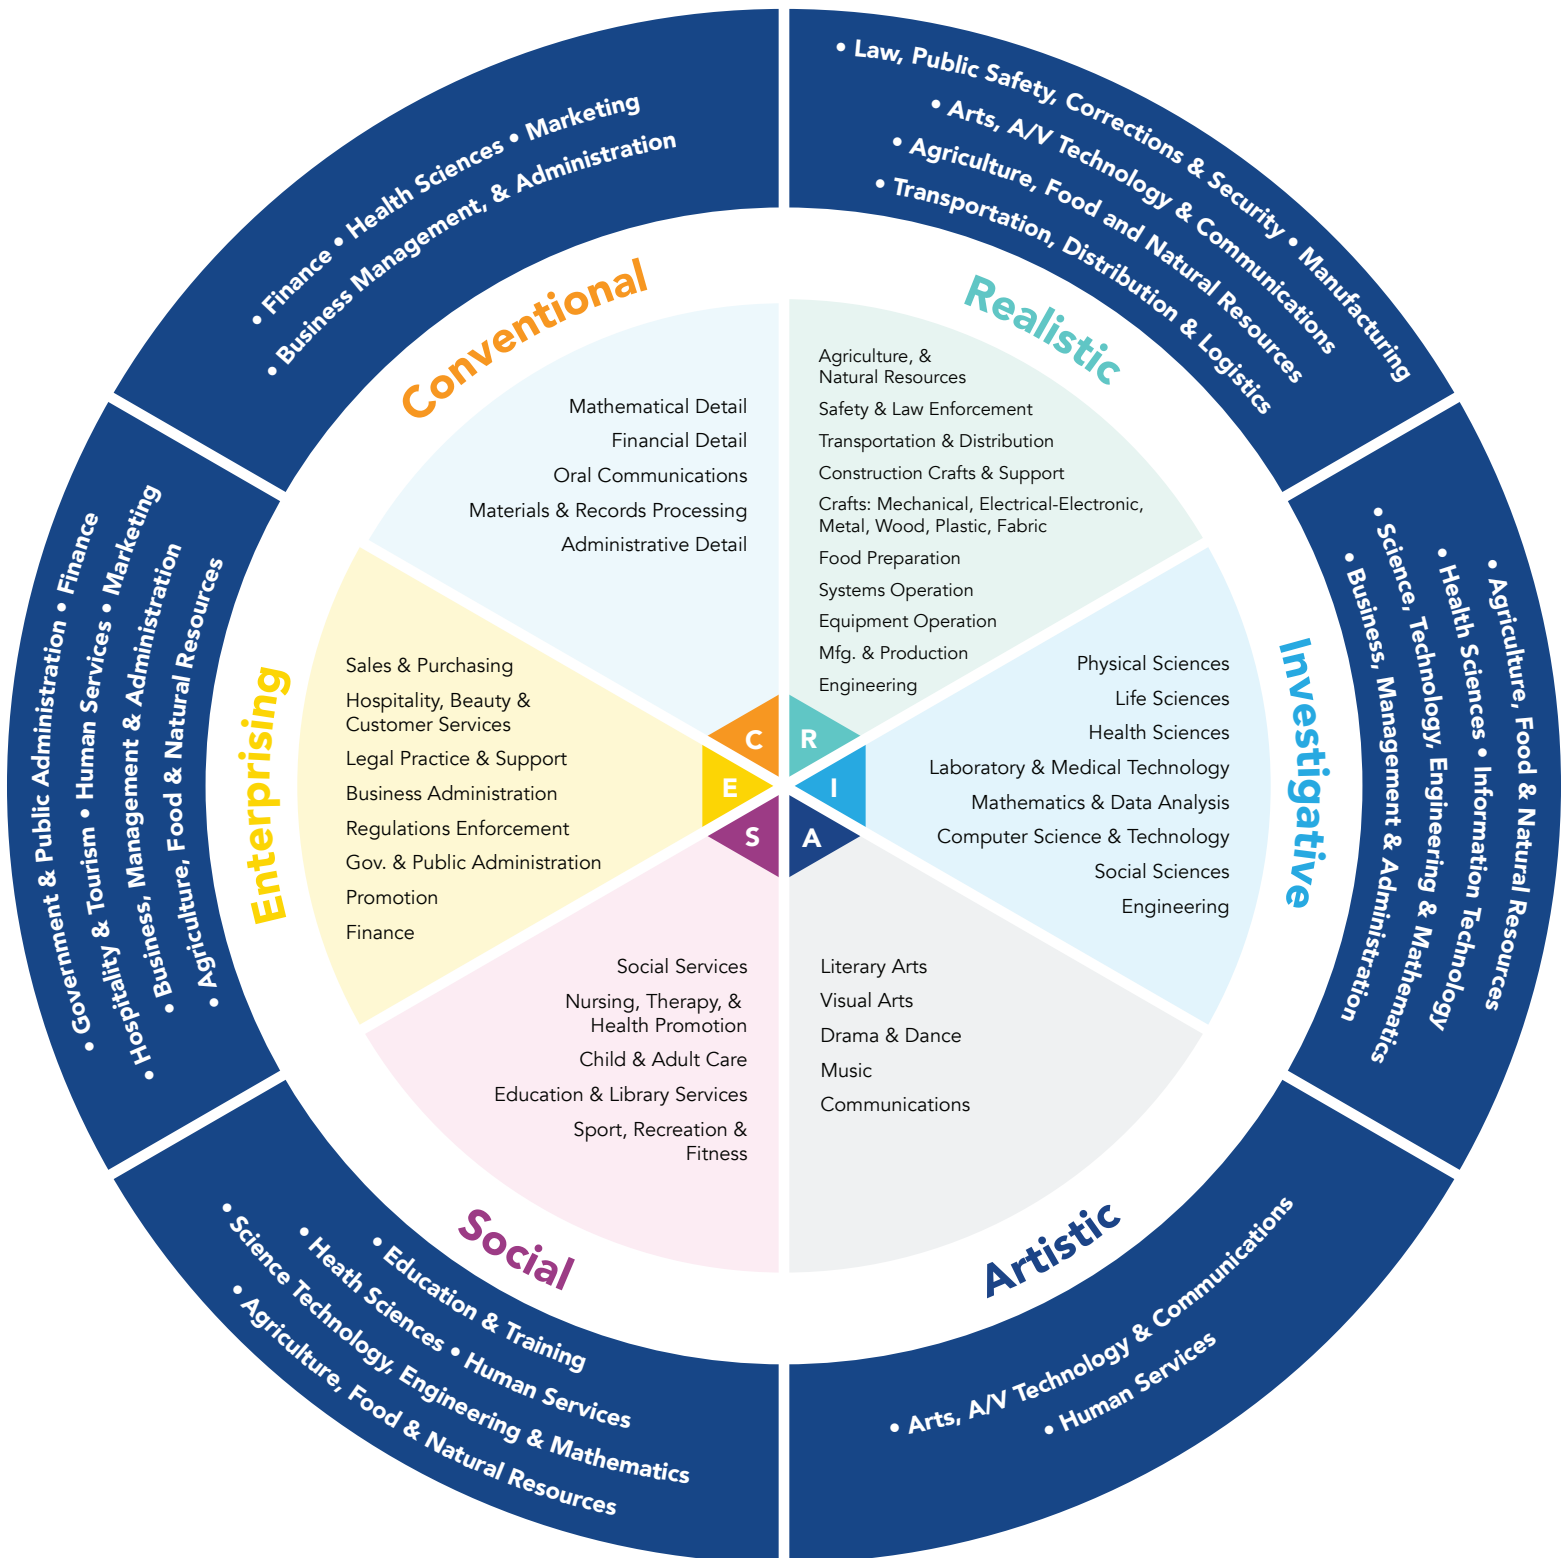 • Law, Public Safety, Corrections & Security • Manufacturing
• Arts, A/V Technology & Communications
• Agriculture, Food and Natural Resources
• Transportation, Distribution & Logistics
Realistic
Agriculture, &
Natural Resources
Safety & Law Enforcement
Transportation & Distribution
Construction Crafts & Support
Crafts: Mechanical, Electrical-Electronic,
Metal, Wood, Plastic, Fabric
Food Preparation
Systems Operation
Equipment Operation
Mfg. & Production
Engineering
R
• Agriculture, Food & Natural Resources
• Health Sciences • Information Technology
• Science, Technology, Engineering & Mathematics
• Business, Management & Administration
Investigative
Physical Sciences
Life Sciences
Health Sciences
Laboratory & Medical Technology
Mathematics & Data Analysis
Computer Science & Technology
Social Sciences
Engineering
I
A
Literary Arts
Visual Arts
Drama & Dance
Music
Communications
Artistic
• Arts, A/V Technology & Communications
• Human Services
S
Social Services
Nursing, Therapy, &
Health Promotion
Child & Adult Care
Education & Library Services
Sport, Recreation &
Fitness
Social
• Education & Training
• Heath Sciences • Human Services
• Science Technology, Engineering & Mathematics
• Agriculture, Food & Natural Resources
• Government & Public Administration • Finance
• Hospitality & Tourism • Human Services • Marketing
• Business, Management & Administration
• Agriculture, Food & Natural Resources
Enterprising
Sales & Purchasing
Hospitality, Beauty &
Customer Services
Legal Practice & Support
Business Administration
Regulations Enforcement
Gov. & Public Administration
Promotion
Finance
E
• Finance • Health Sciences • Marketing
• Business Management, & Administration
Conventional
Mathematical Detail
Financial Detail
Oral Communications
Materials & Records Processing
Administrative Detail
C